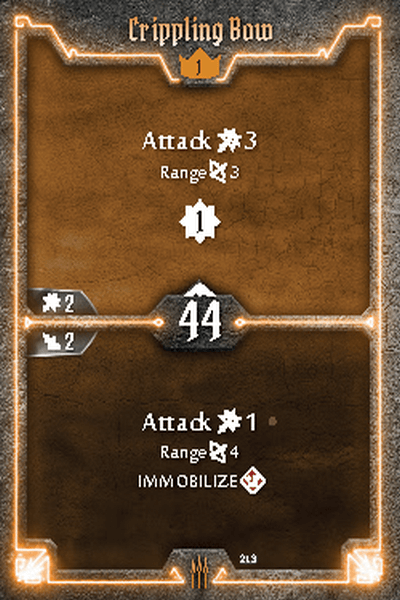 Crippling Bow
1
Attack 3
Range 3
1
2
44
2
Attack 1
Range 4
IMMOBILIZE
213